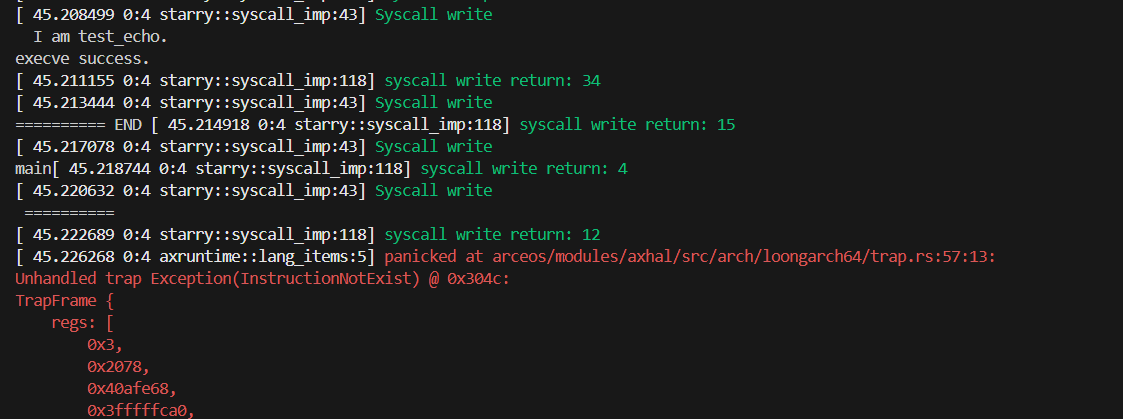 [ 45.208499 0:4 starry::syscall_imp:43] Syscall write
  I am test_echo.
execve success.
[ 45.211155 0:4 starry::syscall_imp:118] syscall write return: 34
[ 45.213444 0:4 starry::syscall_imp:43] Syscall write
========== END [ 45.214918 0:4 starry::syscall_imp:118] syscall write return: 15
[ 45.217078 0:4 starry::syscall_imp:43] Syscall write
main[ 45.218744 0:4 starry::syscall_imp:118] syscall write return: 4
[ 45.220632 0:4 starry::syscall_imp:43] Syscall write
 ==========
[ 45.222689 0:4 starry::syscall_imp:118] syscall write return: 12
[ 45.226268 0:4 axruntime::lang_items:5] panicked at arceos/modules/axhal/src/arch/loongarch64/trap.rs:57:13:
Unhandled trap Exception(InstructionNotExist) @ 0x304c:
TrapFrame {
    regs: [
        0x3,
        0x2078,
        0x40afe68,
        0x3fffffca0,